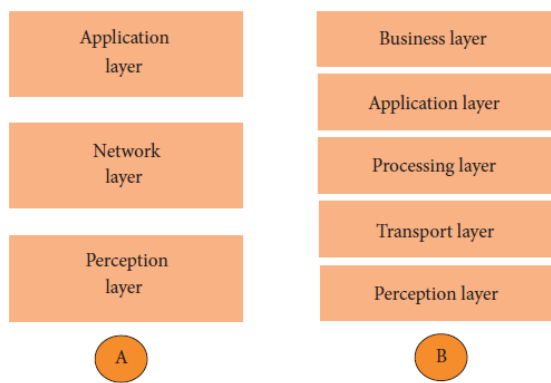 Application
layer
Network
layer
Perception
layer
A
Business layer
Application layer
Processing layer
Transport layer
Perception layer
B